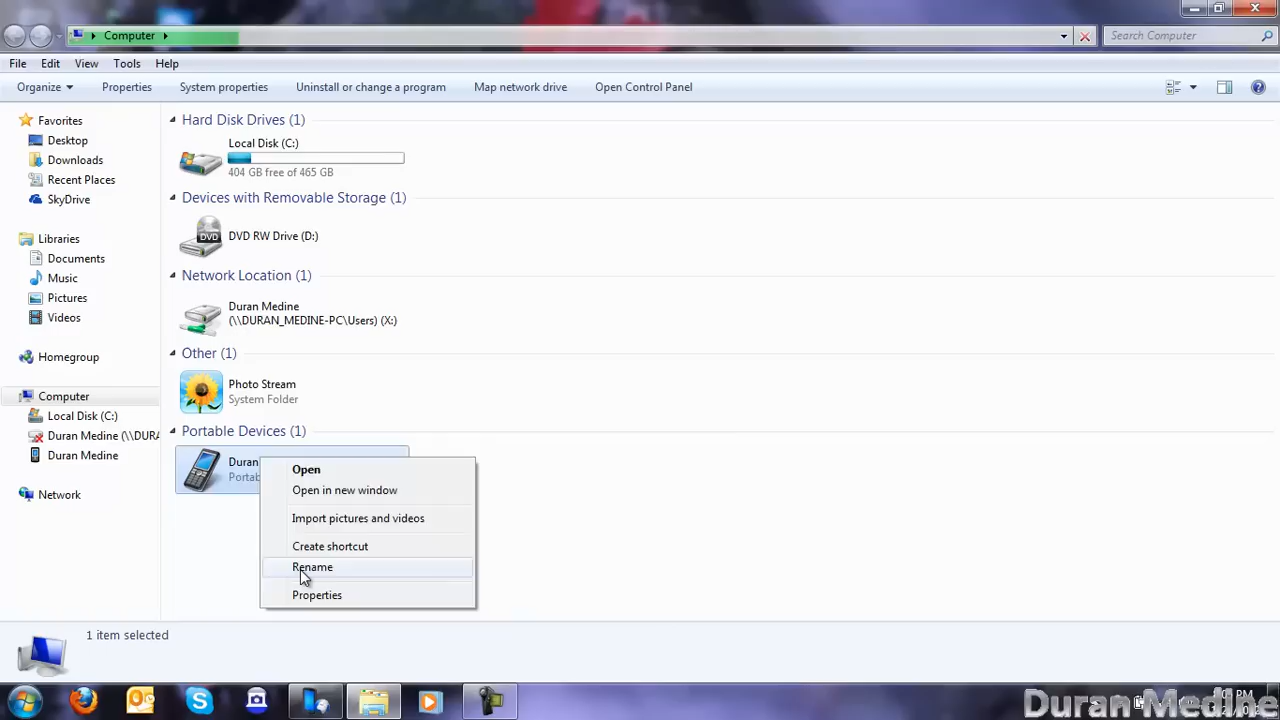 Computer
Search Computer
File Edit View Tools Help
Organize Properties System properties Uninstall or change a program Map network drive Open Control Panel
Favorites
Desktop
Downloads
Recent Places
SkyDrive
Libraries
Documents
Music
Pictures
Videos
Homegroup
Computer
Local Disk (C:)
Duran Medine (\\DURA
Duran Medine
Network
Hard Disk Drives (1)
Local Disk (C:)
404 GB free of 465 GB
Devices with Removable Storage (1)
DVD
DVD RW Drive (D:)
Network Location (1)
Duran Medine
(\\DURAN_MEDINE-PC\Users) (X:)
Other (1)
Photo Stream
System Folder
Portable Devices (1)
Duran
Portab
Open
Open in new window
Import pictures and videos
Create shortcut
Rename
Properties
1 item selected
Duran Medine